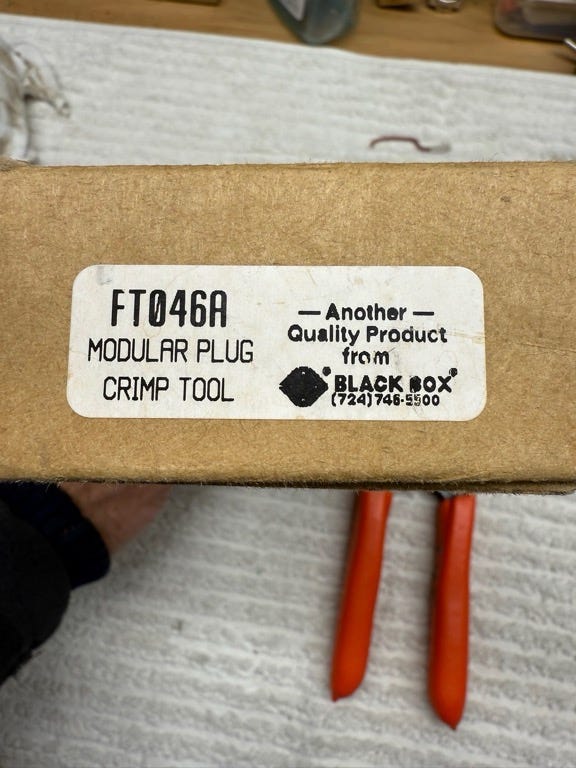 FT046A
MODULAR PLUG
CRIMP TOOL
— Another —
Quality Product
from
BLACK BOX®
(724)746-5500